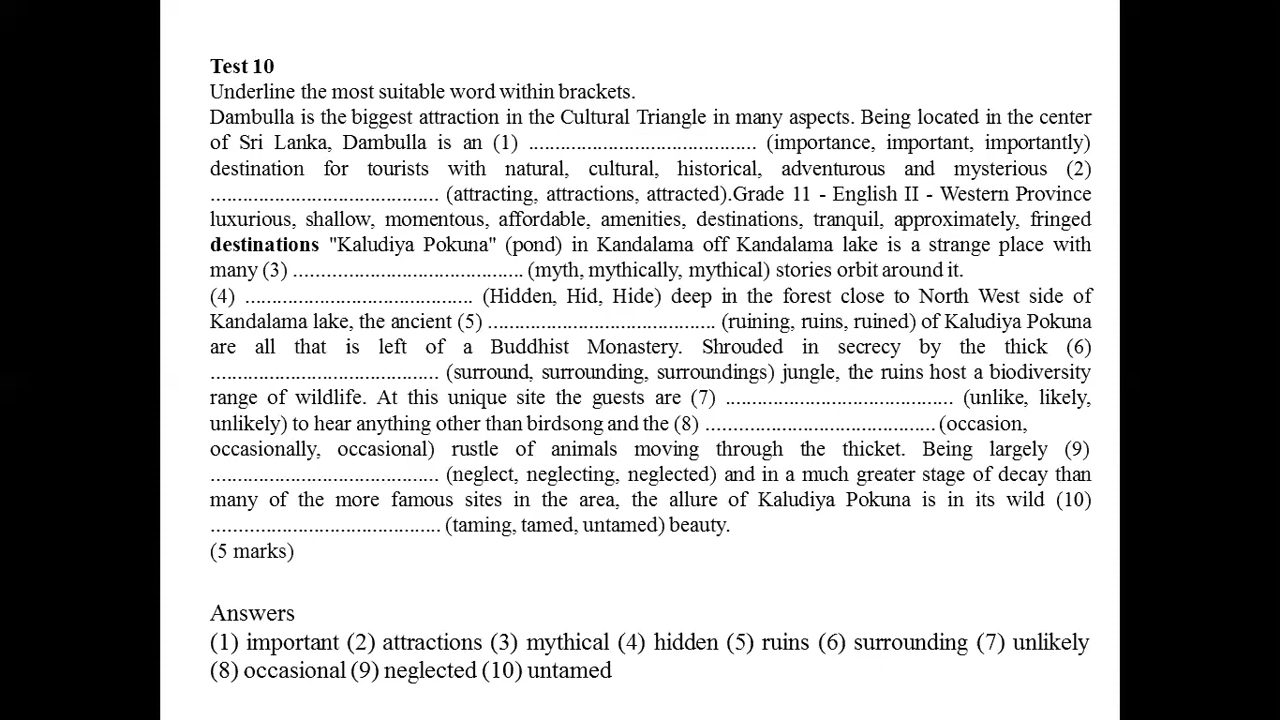 Test 10
Underline the most suitable word within brackets.
Dambulla is the biggest attraction in the Cultural Triangle in many aspects. Being located in the center
of Sri Lanka, Dambulla is an (1) ........................................... (importance, important, importantly)
destination for tourists with natural, cultural, historical, adventurous and mysterious (2)
........................................... (attracting, attractions, attracted).Grade 11 - English II - Western Province
luxurious, shallow, momentous, affordable, amenities, destinations, tranquil, approximately, fringed
destinations "Kaludiya Pokuna" (pond) in Kandalama off Kandalama lake is a strange place with
many (3) ........................................... (myth, mythically, mythical) stories orbit around it.
(4) ........................................... (Hidden, Hid, Hide) deep in the forest close to North West side of
Kandalama lake, the ancient (5) ........................................... (ruining, ruins, ruined) of Kaludiya Pokuna
are all that is left of a Buddhist Monastery. Shrouded in secrecy by the thick (6)
........................................... (surround, surrounding, surroundings) jungle, the ruins host a biodiversity
range of wildlife. At this unique site the guests are (7) ........................................... (unlike, likely,
unlikely) to hear anything other than birdsong and the (8) ........................................... (occasion,
occasionally, occasional) rustle of animals moving through the thicket. Being largely (9)
........................................... (neglect, neglecting, neglected) and in a much greater stage of decay than
many of the more famous sites in the area, the allure of Kaludiya Pokuna is in its wild (10)
........................................... (taming, tamed, untamed) beauty.
(5 marks)
Answers
(1) important (2) attractions (3) mythical (4) hidden (5) ruins (6) surrounding (7) unlikely
(8) occasional (9) neglected (10) untamed